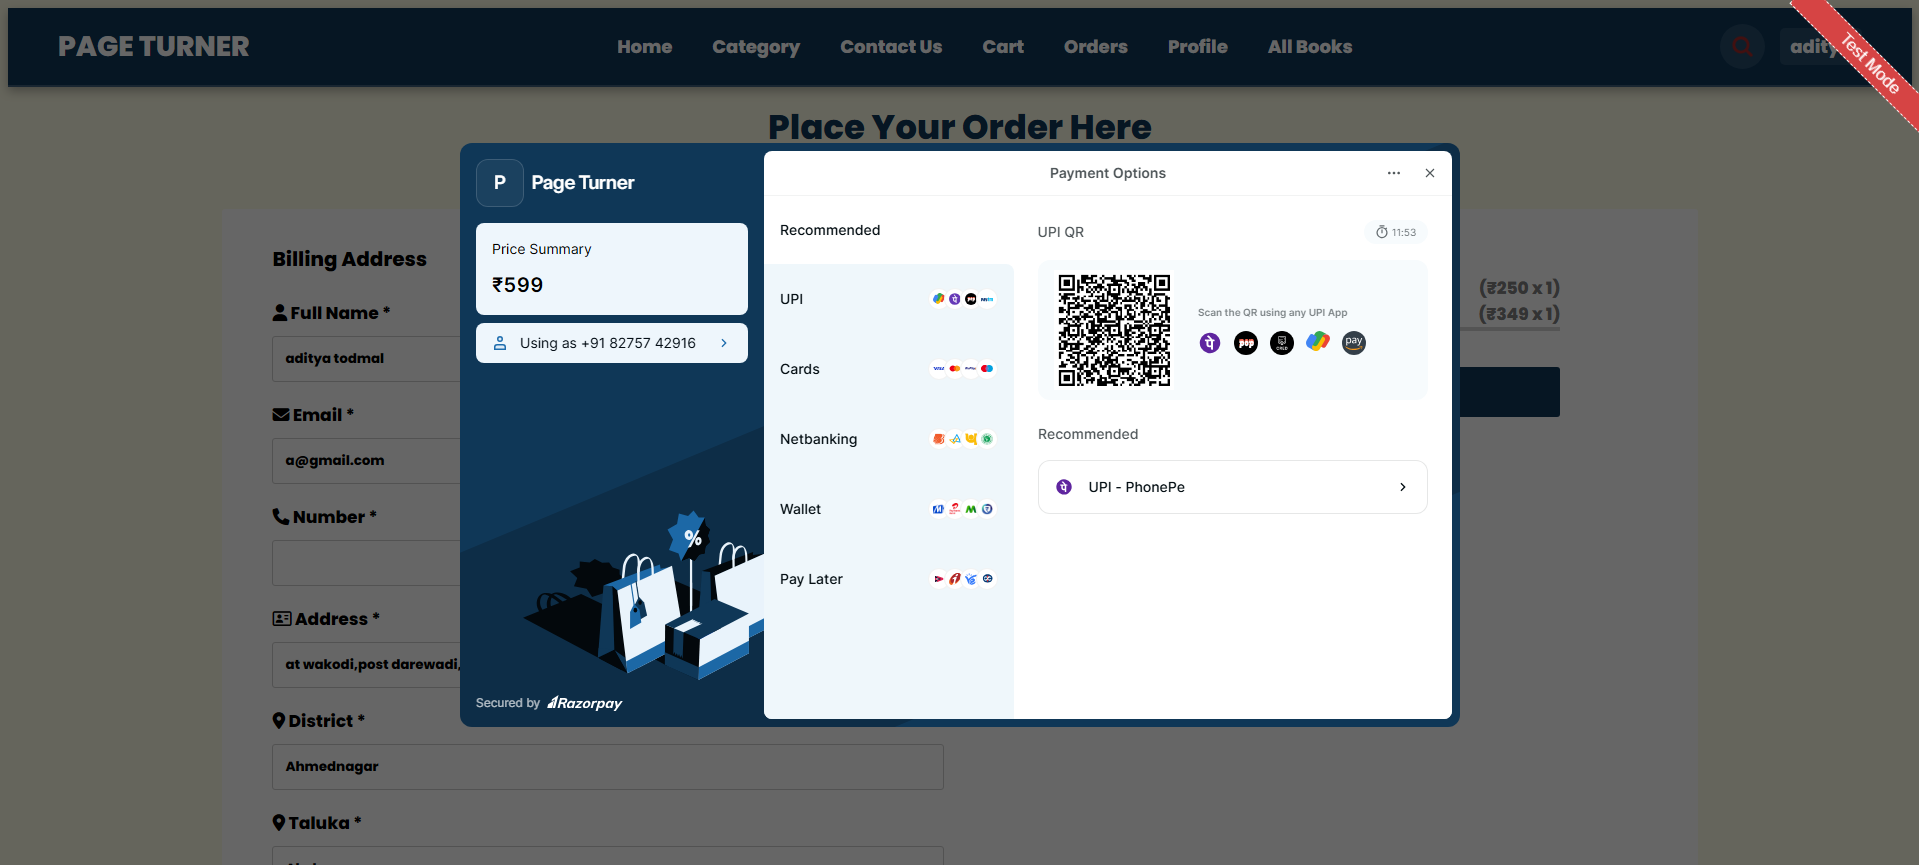 PAGE TURNER
Home
Category
Contact Us
Cart
Orders
Profile
All Books
Test Mode
Place Your Order Here
P
Page Turner
Price Summary
₹599
Using as +91 82757 42916
%
Secured by Razorpay
Payment Options
Recommended
UPI
Cards
Netbanking
Wallet
Pay Later
UPI QR
11:53
Scan the QR using any UPI App
pop
pay
Recommended
UPI - PhonePe
Billing Address
Full Name *
aditya todmal
Email *
a@gmail.com
Number *
Address *
at wakodi,post darewadi,
District *
Ahmednagar
Taluka *
(₹250 x 1)
(₹349 x 1)